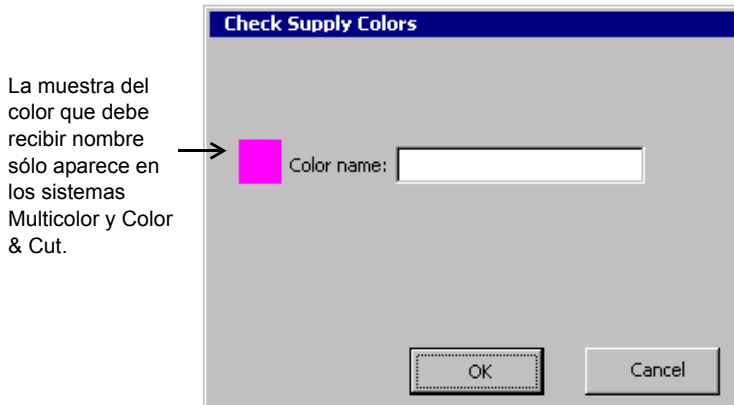 Check Supply Colors
La muestra del
color que debe
recibir nombre
sólo aparece en
los sistemas
Multicolor y Color
& Cut.
Color name:
OK
Cancel